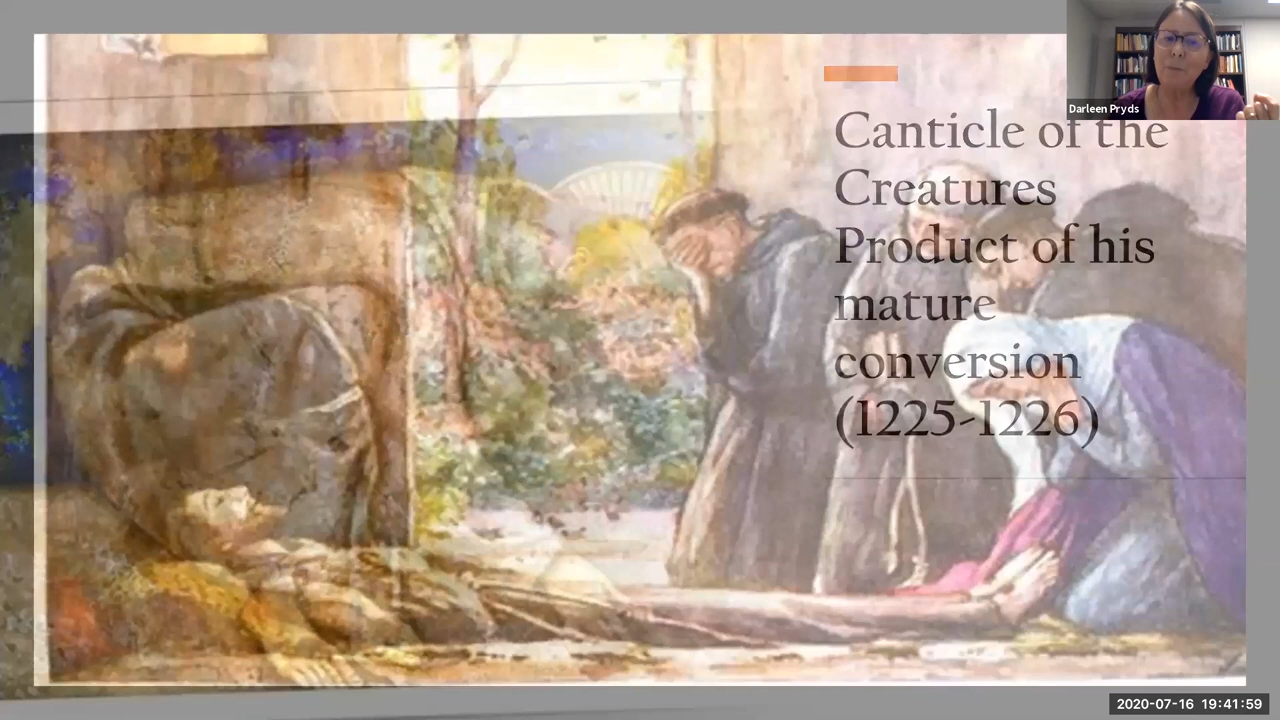 Darleen Pryds
Canticle of the
Creatures
Product of his
mature
conversion
(1225-1226)
2020-07-16 19:41:59